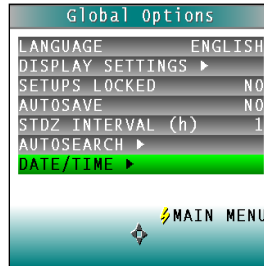 Global Options
LANGUAGE ENGLISH
DISPLAY SETTINGS ▶
SETUPS LOCKED NO
AUTOSAVE NO
STDZ INTERVAL (h) 1
AUTOSEARCH ▶
DATE/TIME ▶
MAIN MENU